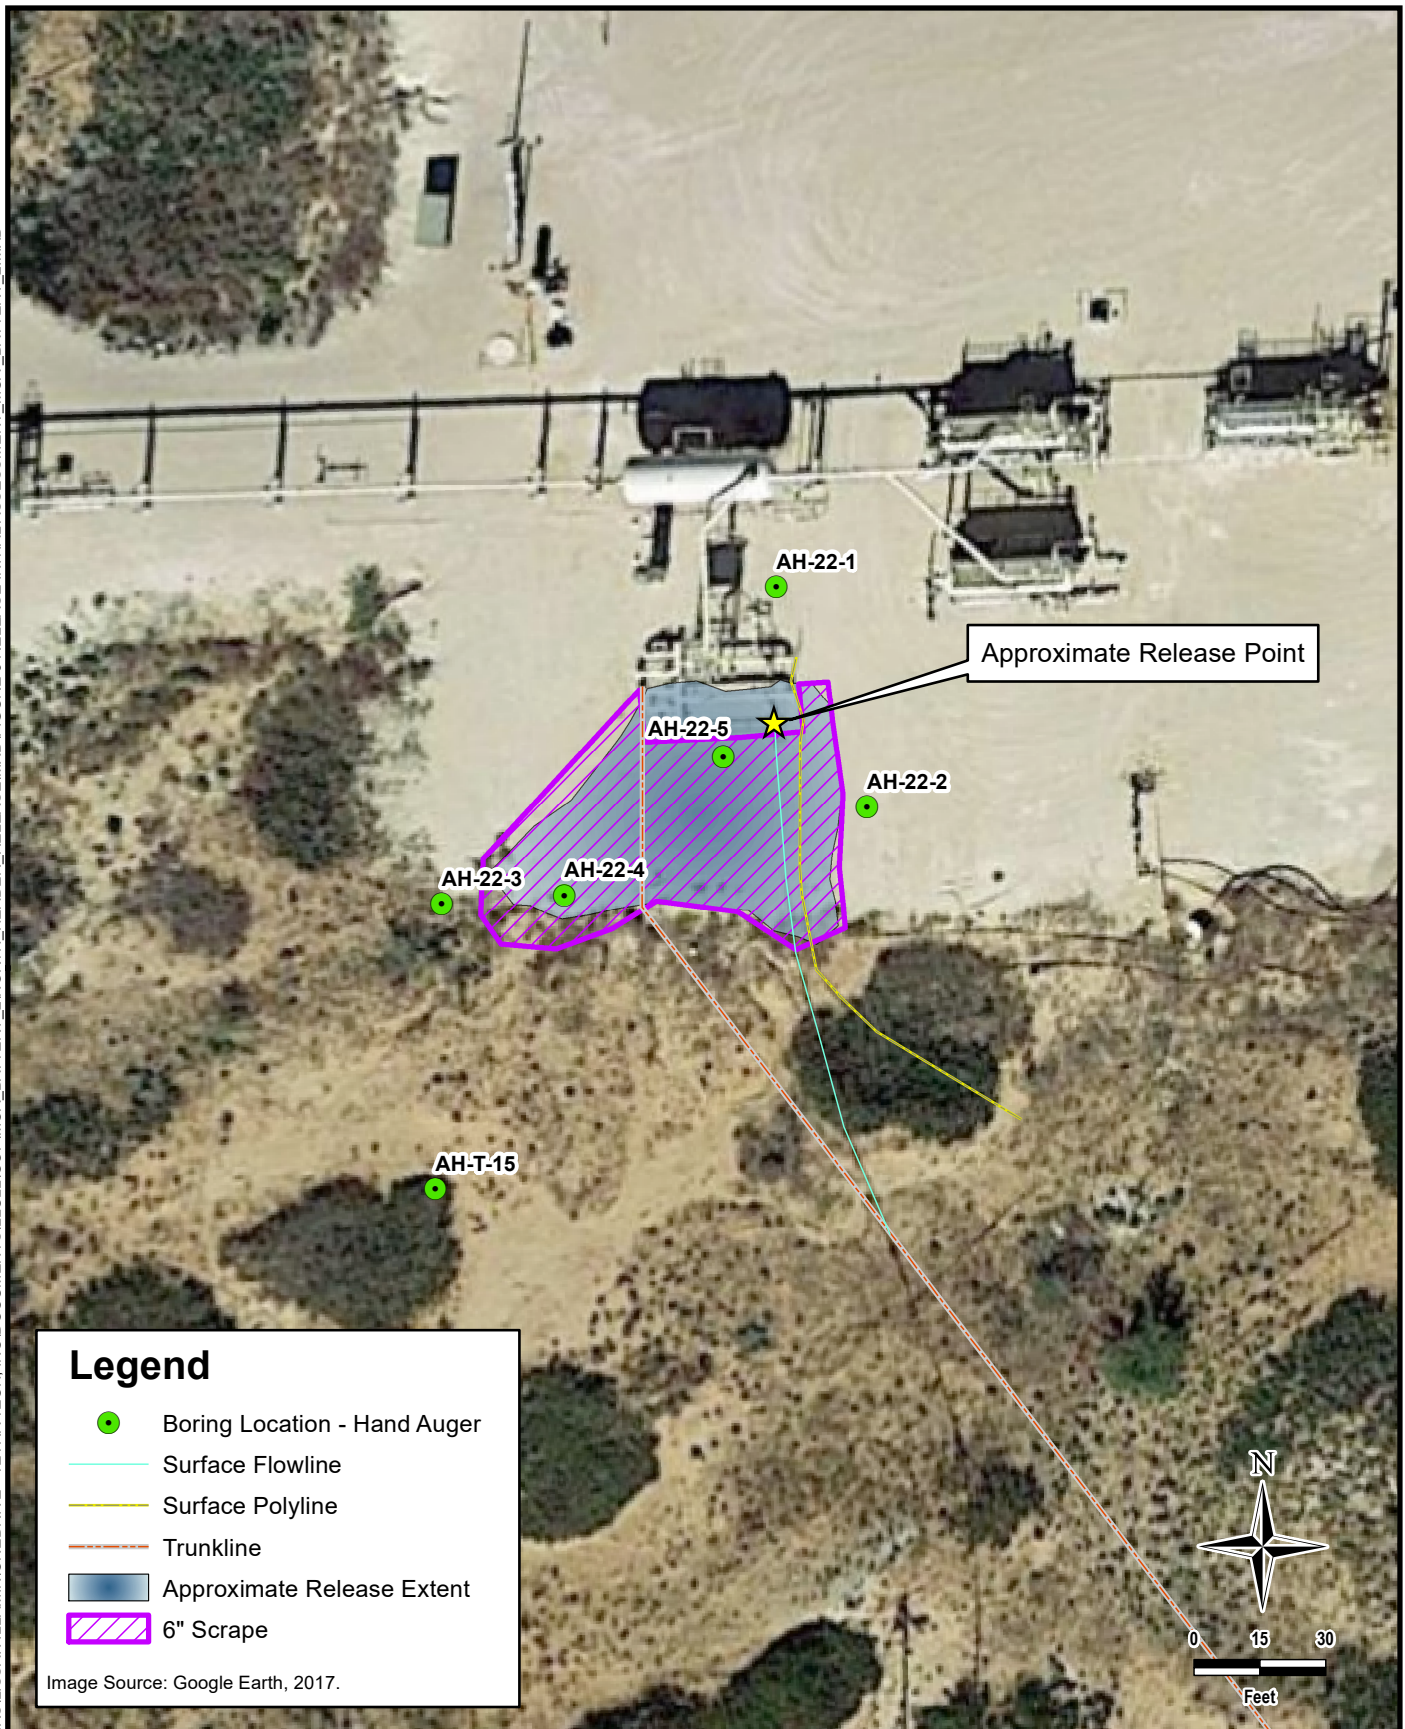 AH-22-1
Approximate Release Point
AH-22-5
AH-22-2
AH-22-4
AH-22-3
AH-T-15
Legend
Boring Location - Hand Auger
Surface Flowline
Surface Polyline
Trunkline
Approximate Release Extent
6" Scrape
Image Source: Google Earth, 2017.
N
0 15 30
Feet